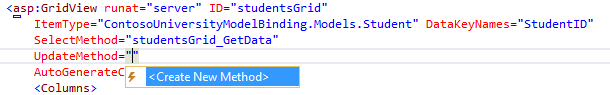 <asp:GridView runat="server" ID="studentsGrid"
ItemType="ContosoUniversityModelBinding.Models.Student" DataKeyNames="StudentID"
SelectMethod="studentsGrid_GetData"
UpdateMethod=""
<Create New Method>
AutoGenerateC
<Columns>